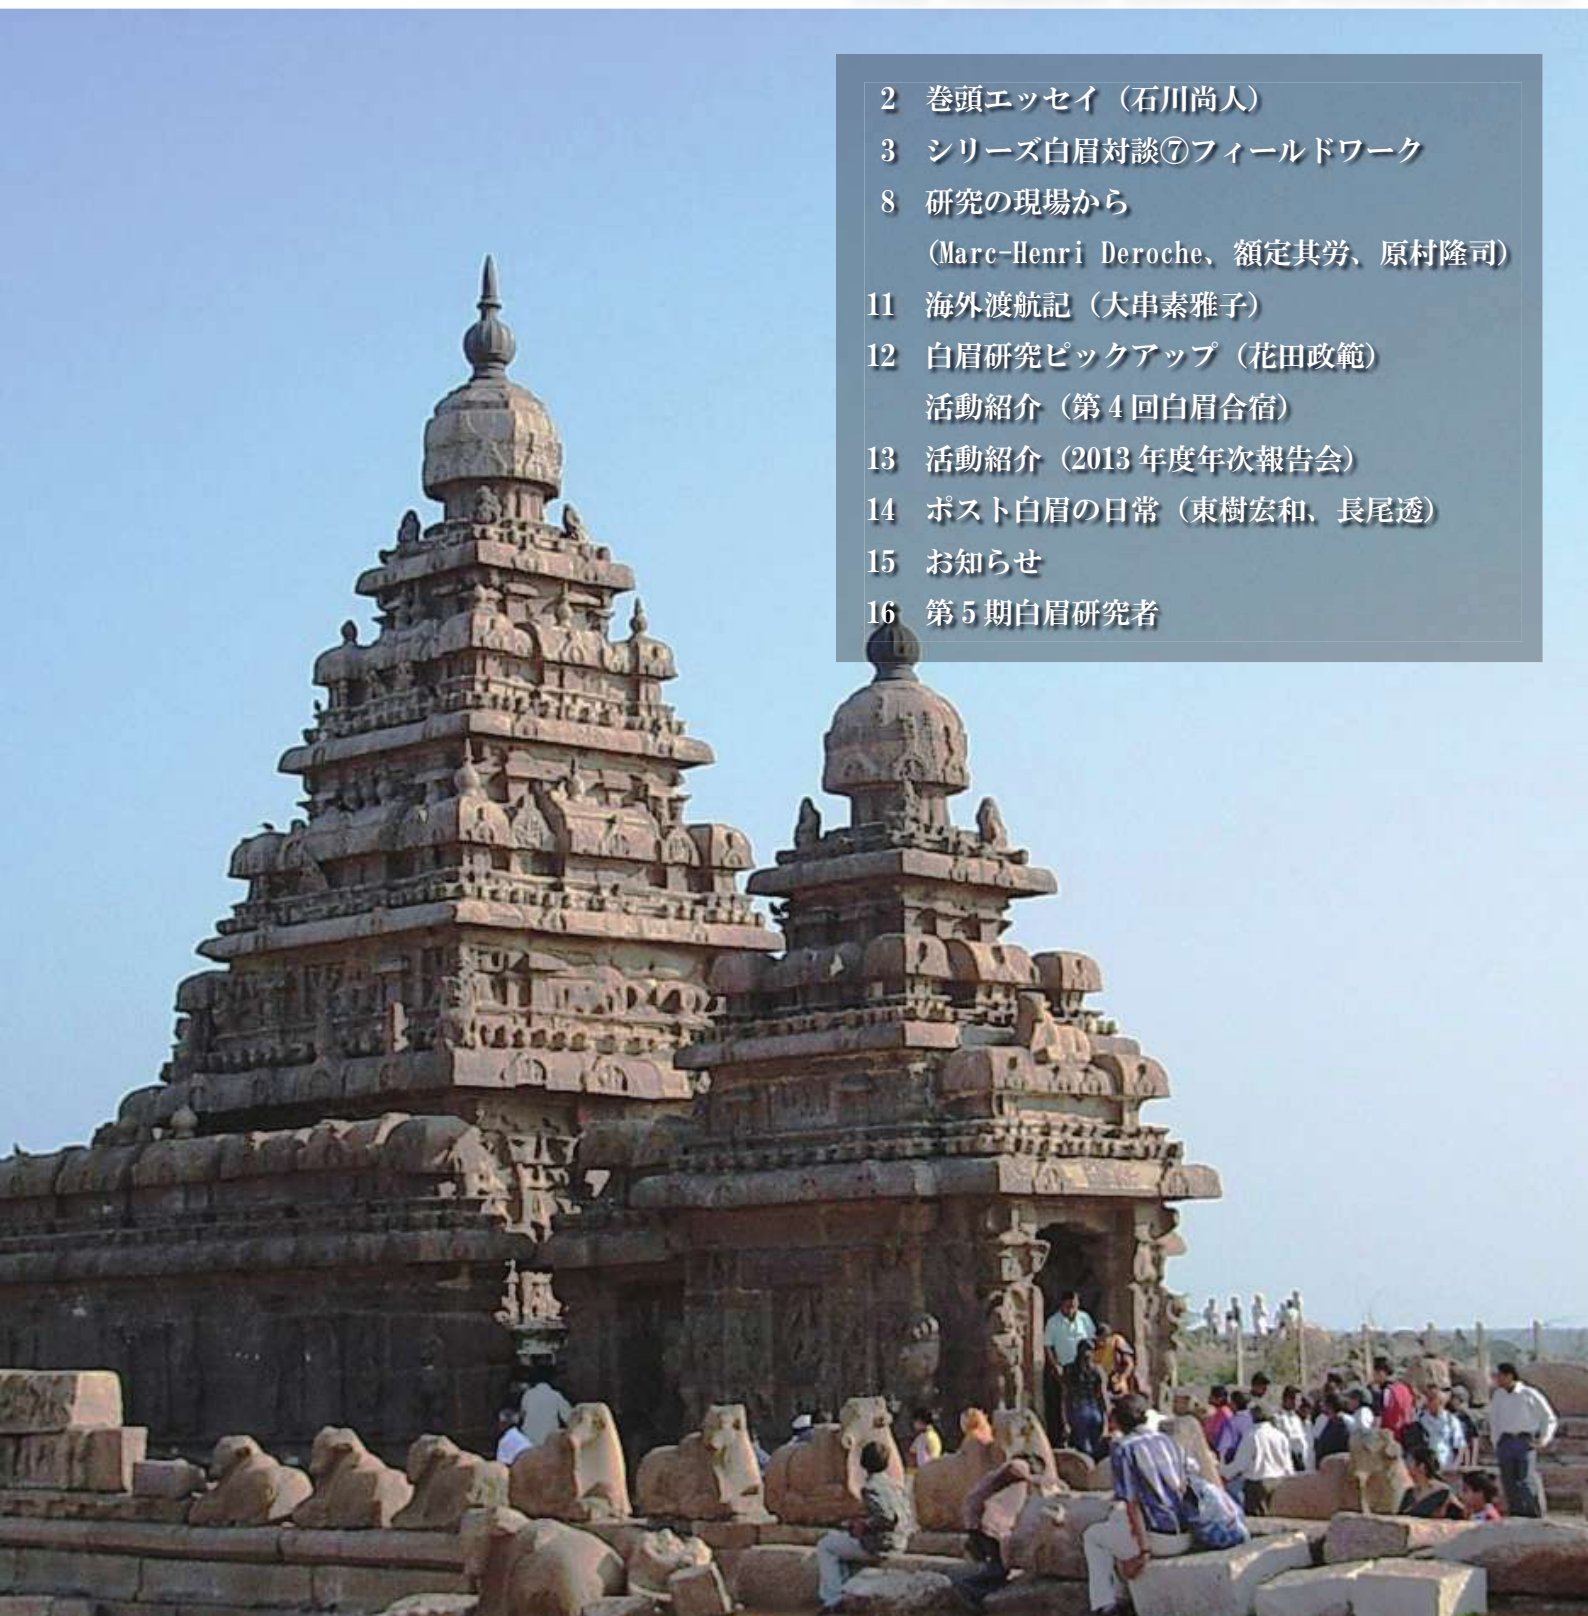 2 巻頭エッセイ（石川尚人）
3 シリーズ白眉対談⑦フィールドワーク
8 研究の現場から
（Marc-Henri Deroche、額定其労、原村隆司）
11 海外渡航記（大串素雅子）
12 白眉研究ピックアップ（花田政範）
活動紹介（第４回白眉合宿）
13 活動紹介（2013 年度年次報告会）
14 ポスト白眉の日常（東樹宏和、長尾透）
15 お知らせ
16 第５期白眉研究者